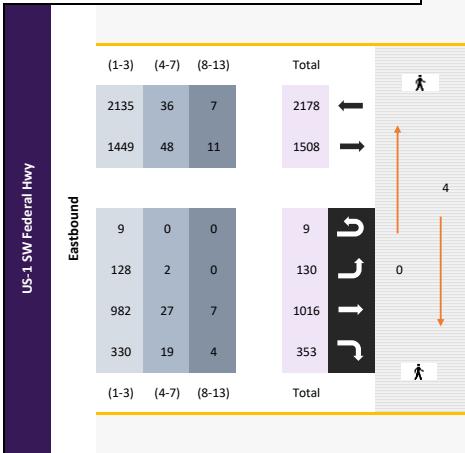 US-1 SW Federal Hwy
Eastbound
(1-3) (4-7) (8-13) Total
2135 36 7 2178
1449 48 11 1508
4
9 0 0 9
128 2 0 130 0
982 27 7 1016
330 19 4 353
(1-3) (4-7) (8-13) Total